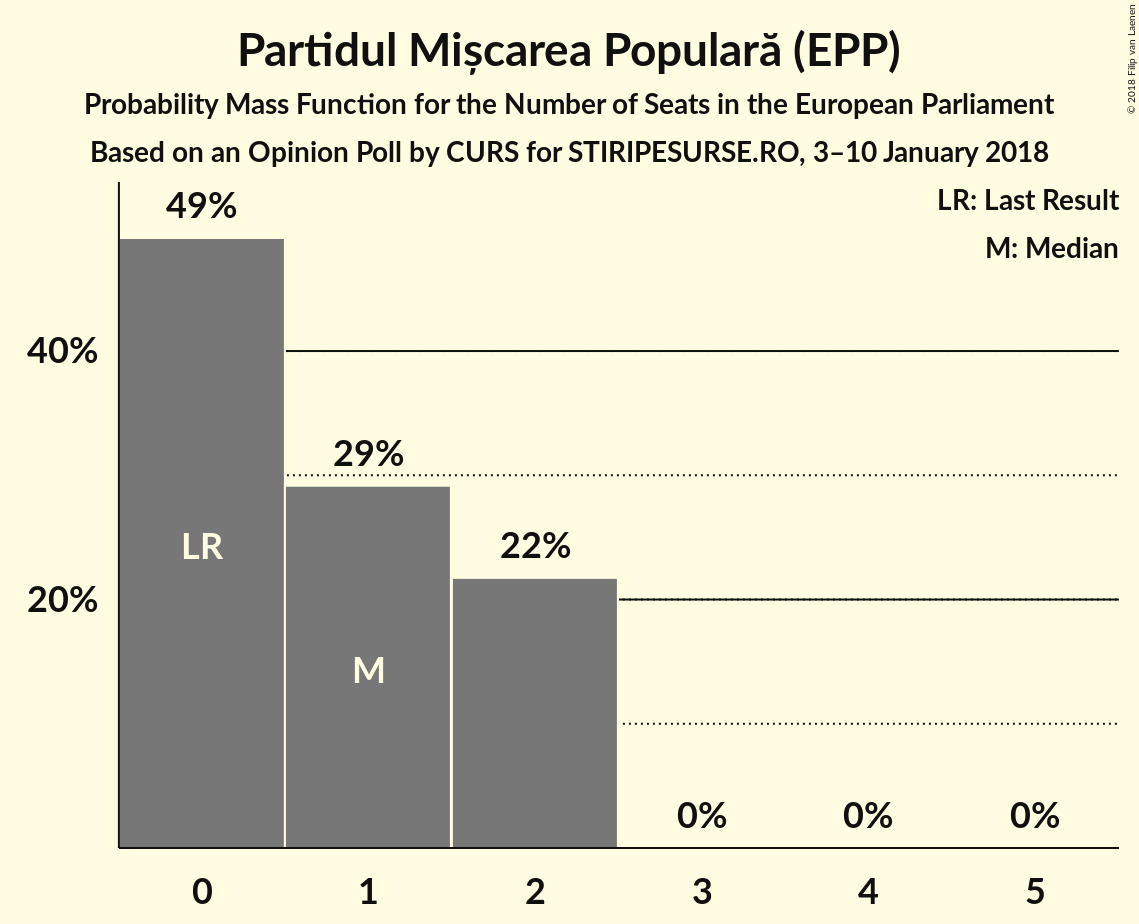 Partidul Mișcarea Populară (EPP)
Probability Mass Function for the Number of Seats in the European Parliament
Based on an Opinion Poll by CURS for STIRIPESURSE.RO, 3–10 January 2018
© 2018 Filip van Laenen
LR: Last Result
M: Median
49%
40%
29%
LR
22%
20%
M
0% 0% 0%
0 1 2 3 4 5